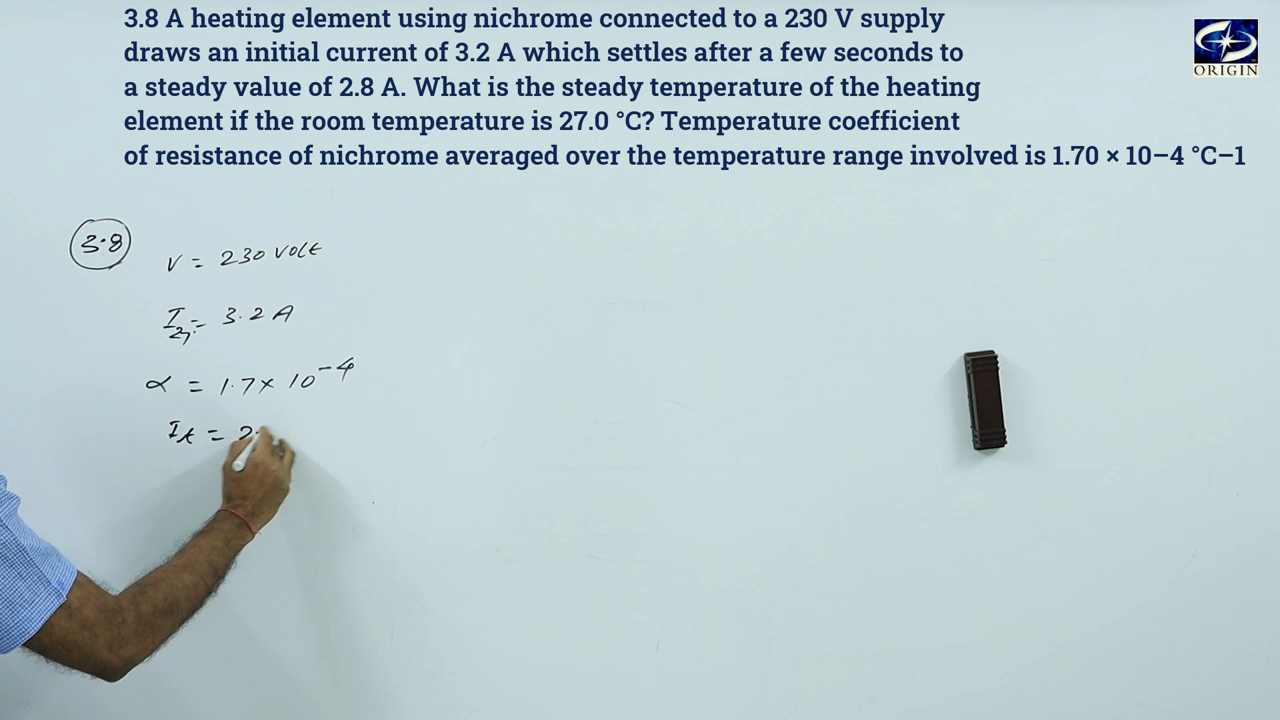 3.8 A heating element using nichrome connected to a 230 V supply
draws an initial current of 3.2 A which settles after a few seconds to
a steady value of 2.8 A. What is the steady temperature of the heating
element if the room temperature is 27.0 °C? Temperature coefficient
of resistance of nichrome averaged over the temperature range involved is 1.70 × 10–4 °C–1
ORIGIN
3.8
V = 230 volt
I₂₇ = 3.2 A
α = 1.7 × 10⁻⁴
It = 2